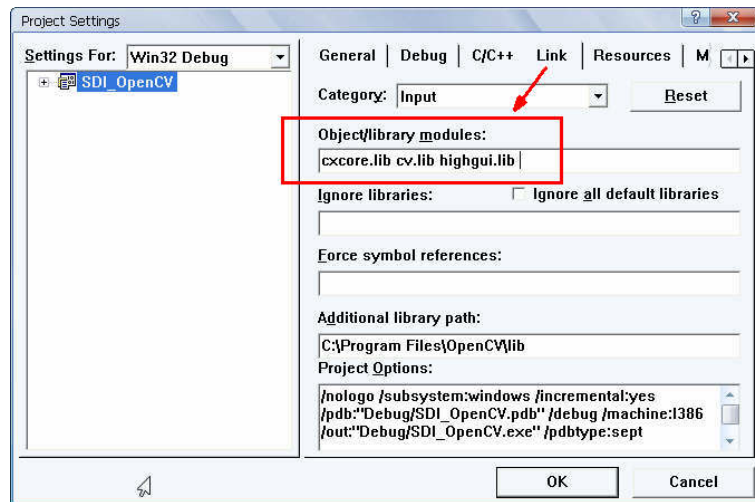 Project Settings
Settings For: Win32 Debug
SDI_OpenCV
General Debug C/C++ Link Resources M
Category: Input Reset
Object/library modules:
cxcore.lib cv.lib highgui.lib
Ignore libraries: Ignore all default libraries
Force symbol references:
Additional library path:
C:\Program Files\OpenCV\lib
Project Options:
/nologo /subsystem:windows /incremental:yes
/pdb:"Debug/SDI_OpenCV.pdb" /debug /machine:I386
/out:"Debug/SDI_OpenCV.exe" /pdbtype:sept
OK Cancel